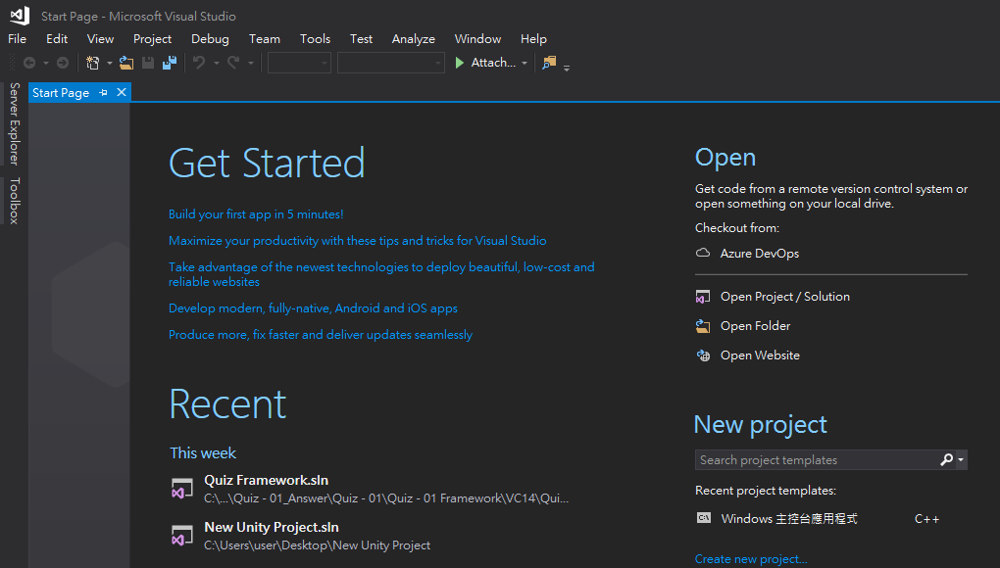 Start Page - Microsoft Visual Studio
File Edit View Project Debug Team Tools Test Analyze Window Help
Attach...
Server Explorer
Toolbox
Start Page
Get Started
Build your first app in 5 minutes!
Maximize your productivity with these tips and tricks for Visual Studio
Take advantage of the newest technologies to deploy beautiful, low-cost and
reliable websites
Develop modern, fully-native, Android and iOS apps
Produce more, fix faster and deliver updates seamlessly
Recent
This week
Quiz Framework.sln
C:\...\Quiz - 01_Answer\Quiz - 01\Quiz - 01 Framework\VC14\Qui...
New Unity Project.sln
C:\Users\user\Desktop\New Unity Project
Open
Get code from a remote version control system or
open something on your local drive.
Checkout from:
Azure DevOps
Open Project / Solution
Open Folder
Open Website
New project
Search project templates
Recent project templates:
Windows 主控台應用程式 C++
Create new project...